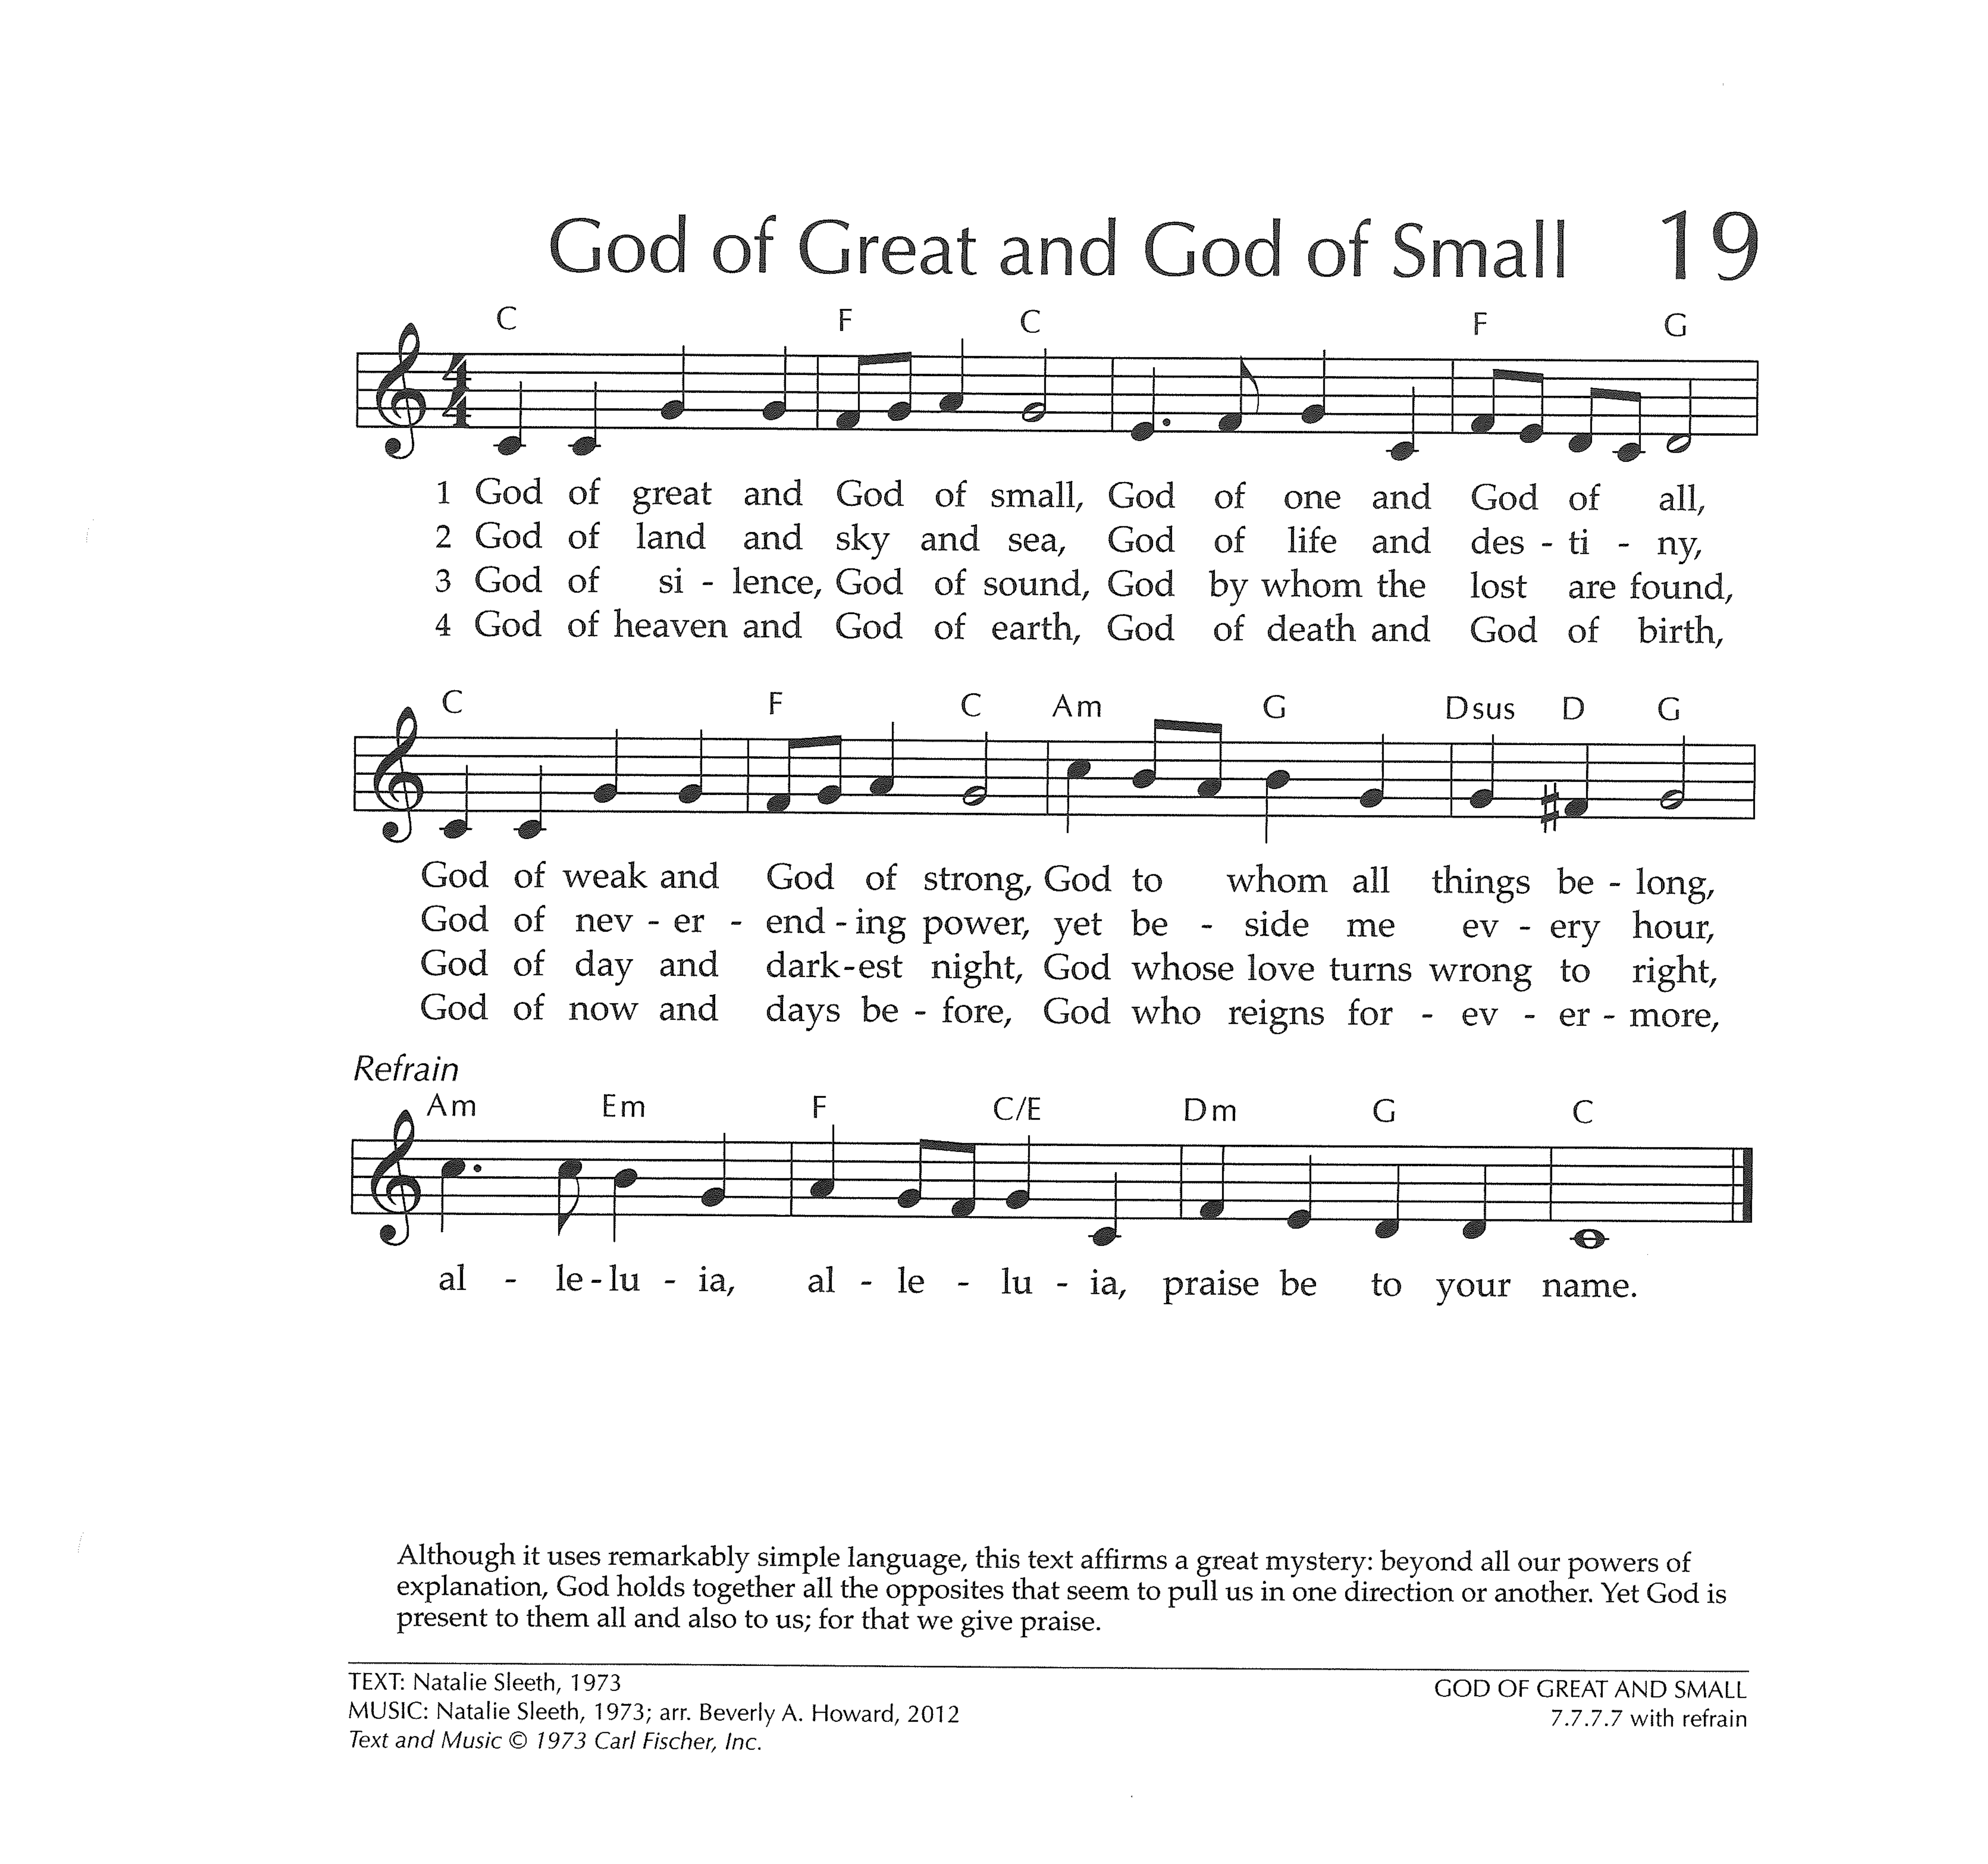 God of Great and God of Small 19
C F C F G
4
4
1 God of great and God of small, God of one and God of all,
2 God of land and sky and sea, God of life and des - ti - ny,
3 God of si - lence, God of sound, God by whom the lost are found,
4 God of heaven and God of earth, God of death and God of birth,
C F C Am G Dsus D G
God of weak and God of strong, God to whom all things be - long,
God of nev - er - end - ing power, yet be - side me ev - ery hour,
God of day and dark-est night, God whose love turns wrong to right,
God of now and days be - fore, God who reigns for - ev - er - more,
Refrain
Am Em F C/E Dm G C
al - le - lu - ia, al - le - lu - ia, praise be to your name.
Although it uses remarkably simple language, this text affirms a great mystery: beyond all our powers of
explanation, God holds together all the opposites that seem to pull us in one direction or another. Yet God is
present to them all and also to us; for that we give praise.
TEXT: Natalie Sleeth, 1973
MUSIC: Natalie Sleeth, 1973; arr. Beverly A. Howard, 2012
Text and Music © 1973 Carl Fischer, Inc.
GOD OF GREAT AND SMALL
7.7.7.7 with refrain